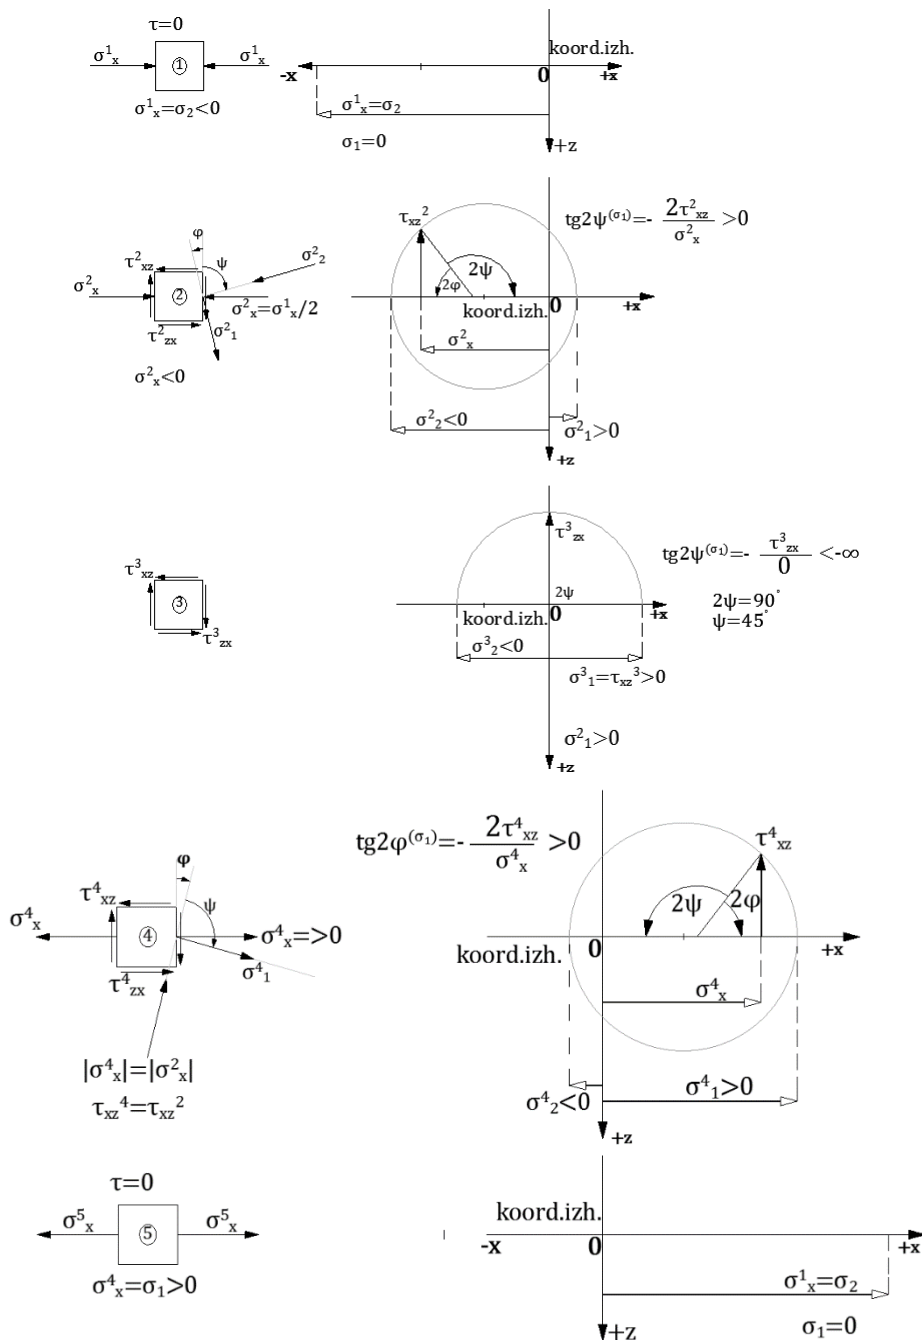 τ=0
σ¹ₓ
σ¹ₓ
①
σ¹ₓ=σ₂<0
koord.izh.
-x
0
+x
σ¹ₓ=σ₂
σ₁=0
+z
φ
τ²ₓz
ψ
σ²₂
σ²ₓ
②
σ²ₓ=σ¹ₓ/2
τ²zₓ
σ²₁
σ²ₓ<0
τₓz²
2ψ
2φ
tg2ψ^(σ₁)=- 2τ²ₓz/σ²ₓ >0
koord.izh.
0
+x
σ²ₓ
σ²₂<0
σ²₁>0
+z
τ³ₓz
③
τ³zₓ
τ³zₓ
tg2ψ^(σ₁)=- τ³zₓ/0 <-∞
2ψ
koord.izh.
0
+x
2ψ=90°
ψ=45°
σ³₂<0
σ³₁=τₓz³>0
σ²₁>0
+z
φ
τ⁴ₓz
ψ
σ⁴ₓ
④
σ⁴ₓ=>0
τ⁴zₓ
σ⁴₁
|σ⁴ₓ|=|σ²ₓ|
τₓz⁴=τₓz²
tg2φ^(σ₁)=- 2τ⁴ₓz/σ⁴ₓ >0
τ⁴ₓz
2ψ
2φ
koord.izh.
0
+x
σ⁴ₓ
σ⁴₂<0
σ⁴₁>0
+z
τ=0
σ⁵ₓ
⑤
σ⁵ₓ
σ⁴ₓ=σ₁>0
koord.izh.
-x
0
+x
σ¹ₓ=σ₂
σ₁=0
+z